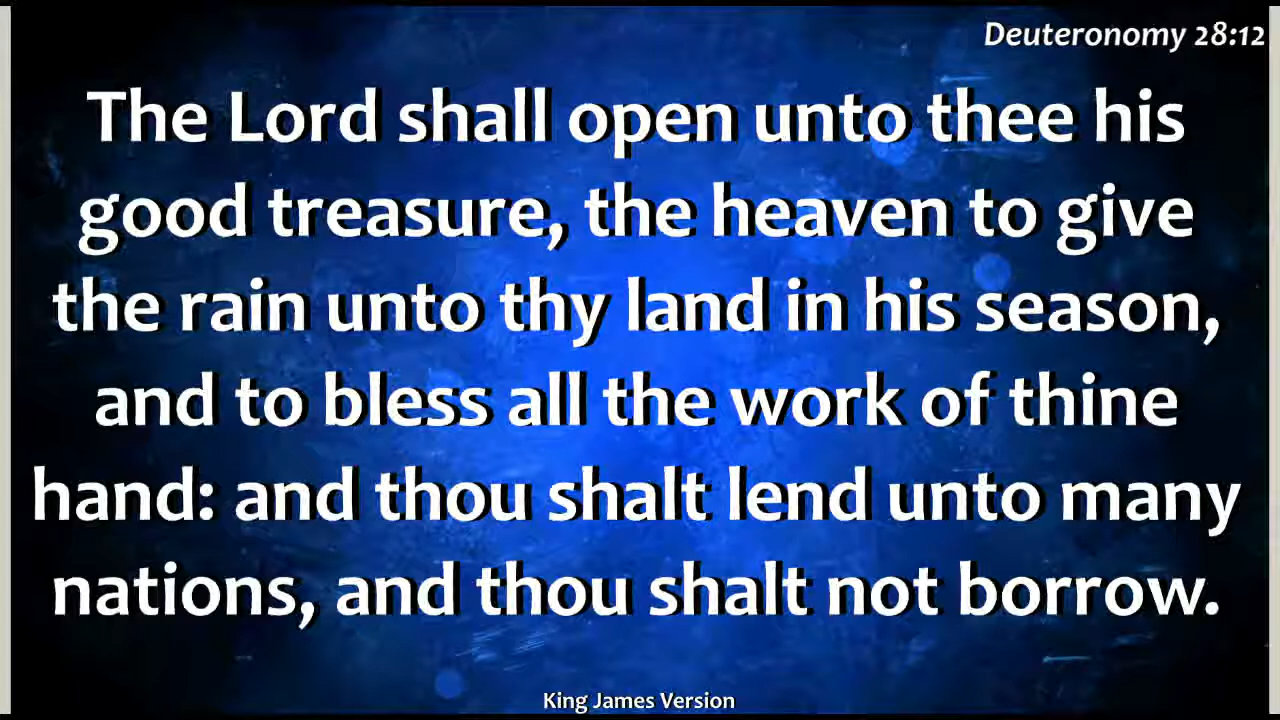 Deuteronomy 28:12
The Lord shall open unto thee his
good treasure, the heaven to give
the rain unto thy land in his season,
and to bless all the work of thine
hand: and thou shalt lend unto many
nations, and thou shalt not borrow.
King James Version